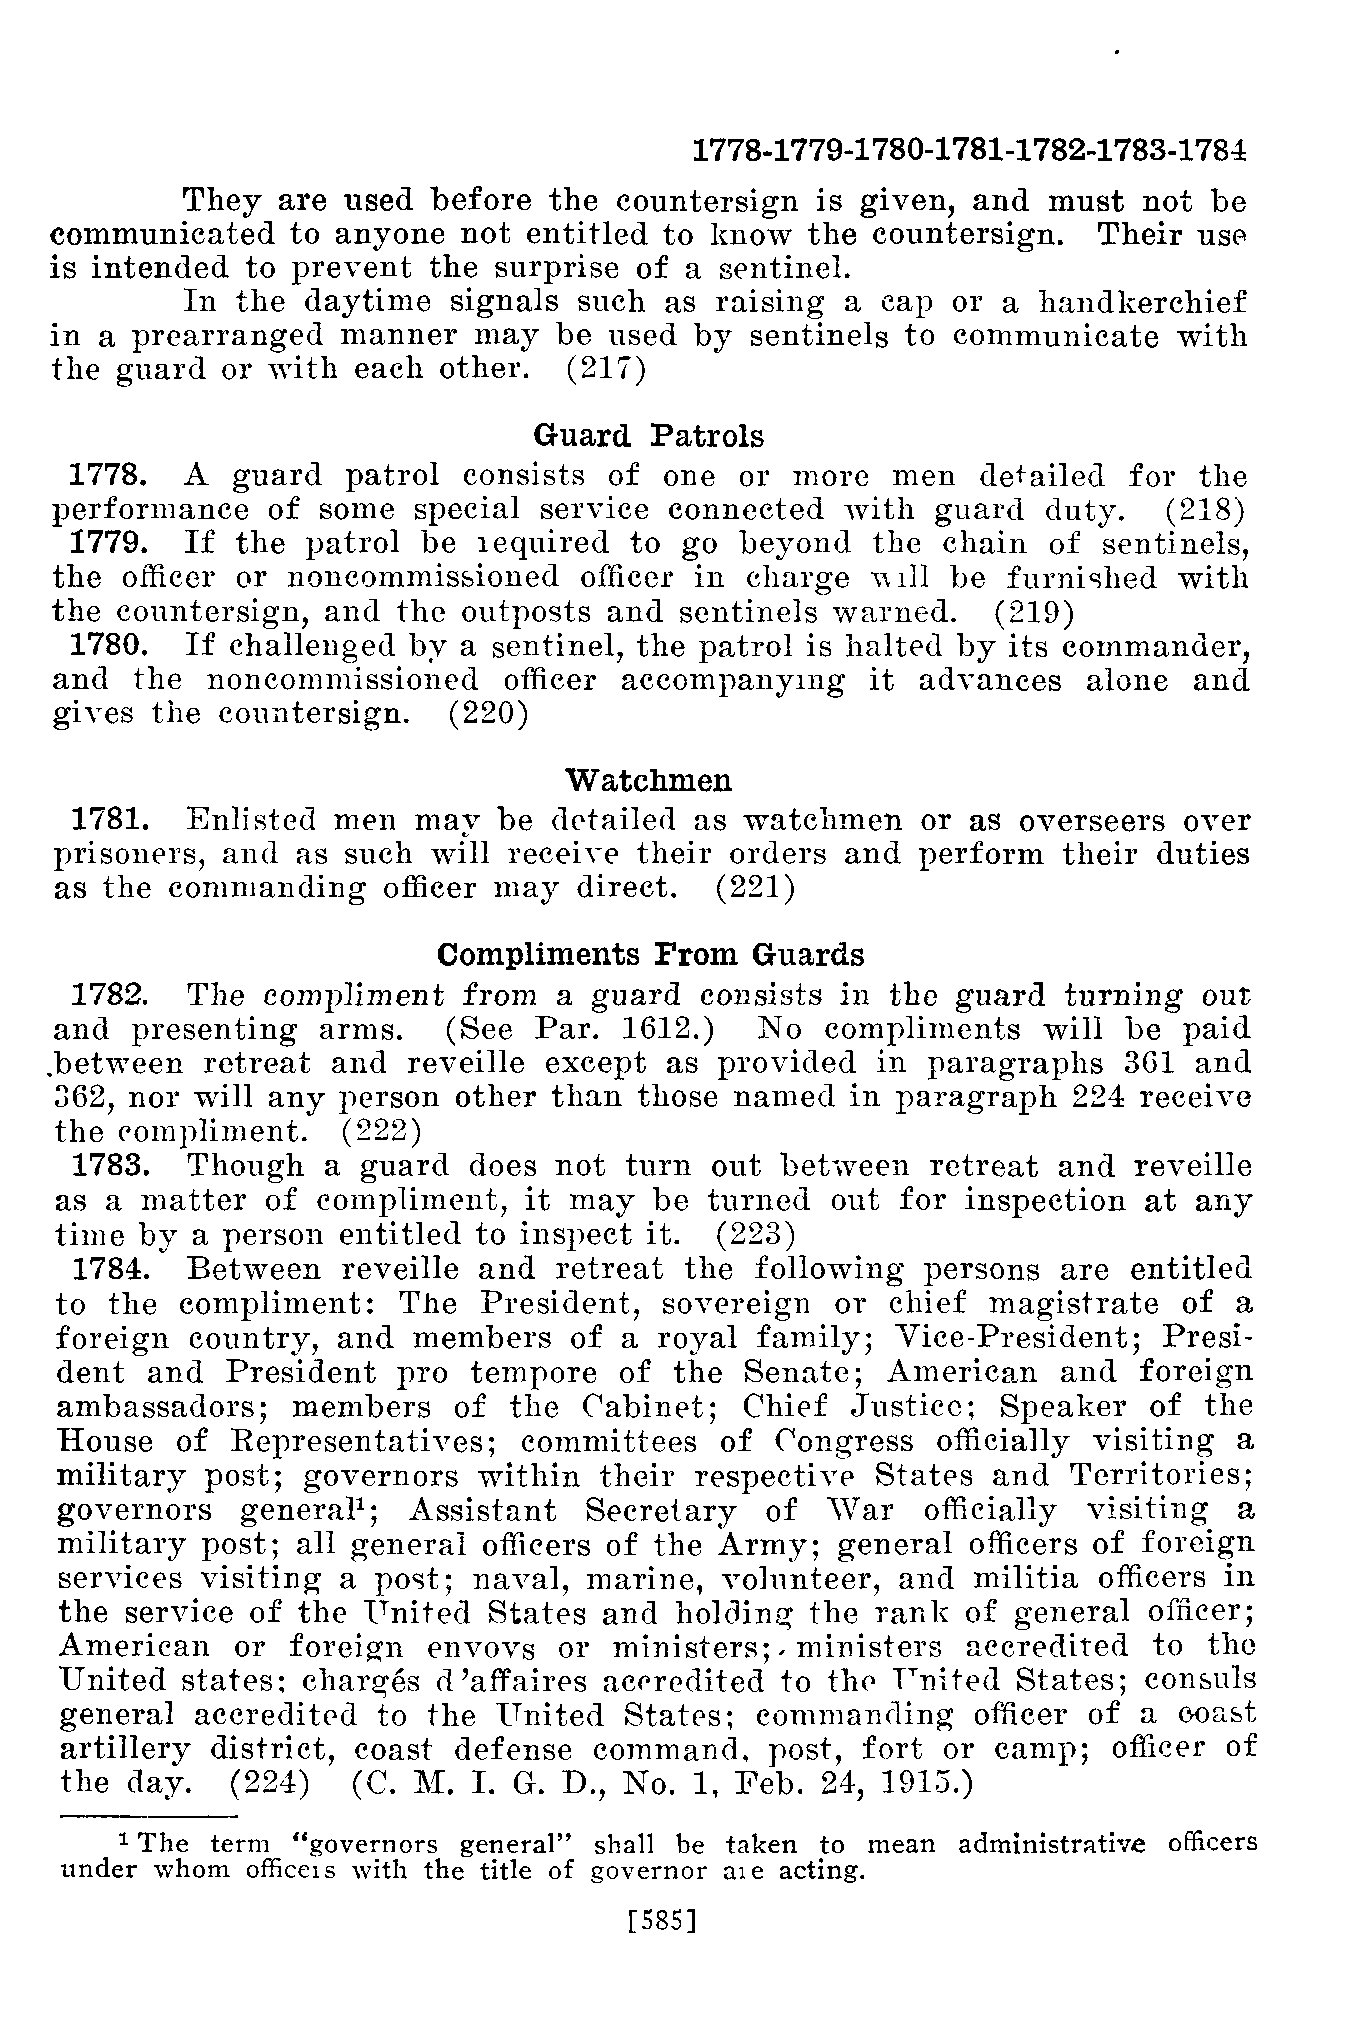 1778-1779-1780-1781-1782-1783-1784
They are used before the countersign is given, and must not be
communicated to anyone not entitled to know the countersign. Their use
is intended to prevent the surprise of a sentinel.
In the daytime signals such as raising a cap or a handkerchief
in a prearranged manner may be used by sentinels to communicate with
the guard or with each other. (217)
Guard Patrols
1778. A guard patrol consists of one or more men detailed for the
performance of some special service connected with guard duty. (218)
1779. If the patrol be required to go beyond the chain of sentinels,
the officer or noncommissioned officer in charge will be furnished with
the countersign, and the outposts and sentinels warned. (219)
1780. If challenged by a sentinel, the patrol is halted by its commander,
and the noncommissioned officer accompanying it advances alone and
gives the countersign. (220)
Watchmen
1781. Enlisted men may be detailed as watchmen or as overseers over
prisoners, and as such will receive their orders and perform their duties
as the commanding officer may direct. (221)
Compliments From Guards
1782. The compliment from a guard consists in the guard turning out
and presenting arms. (See Par. 1612.) No compliments will be paid
between retreat and reveille except as provided in paragraphs 361 and
362, nor will any person other than those named in paragraph 224 receive
the compliment. (222)
1783. Though a guard does not turn out between retreat and reveille
as a matter of compliment, it may be turned out for inspection at any
time by a person entitled to inspect it. (223)
1784. Between reveille and retreat the following persons are entitled
to the compliment: The President, sovereign or chief magistrate of a
foreign country, and members of a royal family; Vice-President; Presi-
dent and President pro tempore of the Senate; American and foreign
ambassadors; members of the Cabinet; Chief Justice; Speaker of the
House of Representatives; committees of Congress officially visiting a
military post; governors within their respective States and Territories;
governors general¹; Assistant Secretary of War officially visiting a
military post; all general officers of the Army; general officers of foreign
services visiting a post; naval, marine, volunteer, and militia officers in
the service of the United States and holding the rank of general officer;
American or foreign envoys or ministers; ministers accredited to the
United states; chargés d'affaires accredited to the United States; consuls
general accredited to the United States; commanding officer of a coast
artillery district, coast defense command, post, fort or camp; officer of
the day. (224) (C. M. I. G. D., No. 1, Feb. 24, 1915.)
¹ The term "governors general" shall be taken to mean administrative officers
under whom officers with the title of governor are acting.
[585]